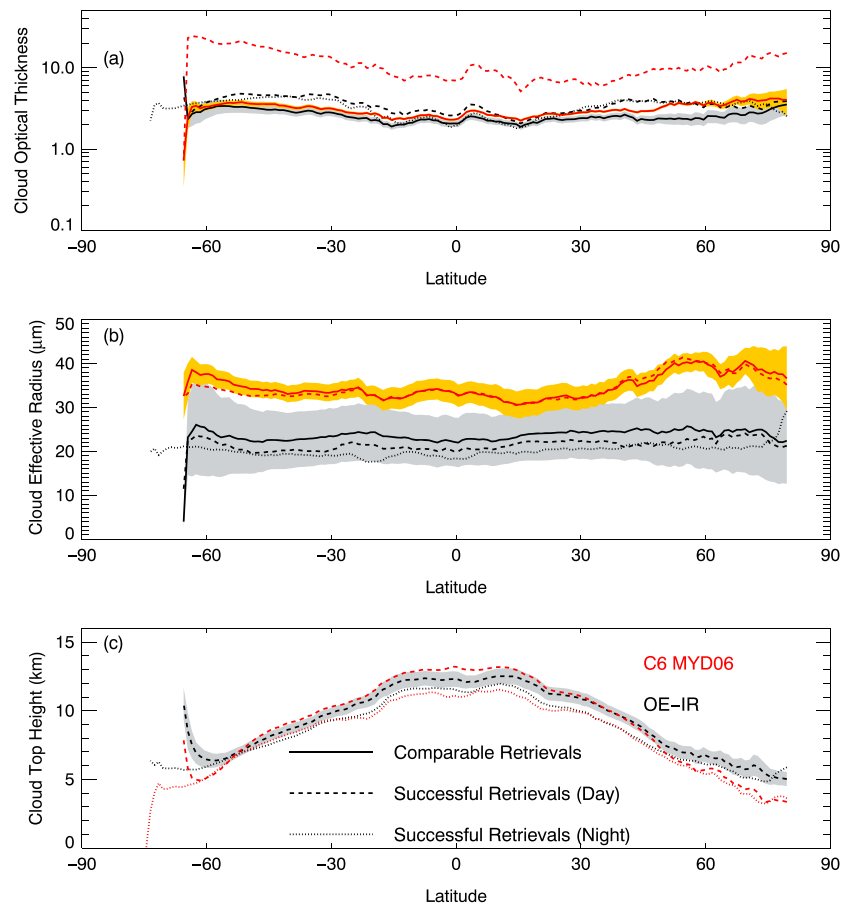 (a)
Cloud Optical Thickness
10.0
1.0
0.1
−90 −60 −30 0 30 60 90
Latitude
(b)
Cloud Effective Radius (μm)
50
40
30
20
10
0
−90 −60 −30 0 30 60 90
Latitude
(c)
Cloud Top Height (km)
15
10
5
0
C6 MYD06
OE−IR
Comparable Retrievals
Successful Retrievals (Day)
Successful Retrievals (Night)
−90 −60 −30 0 30 60 90
Latitude